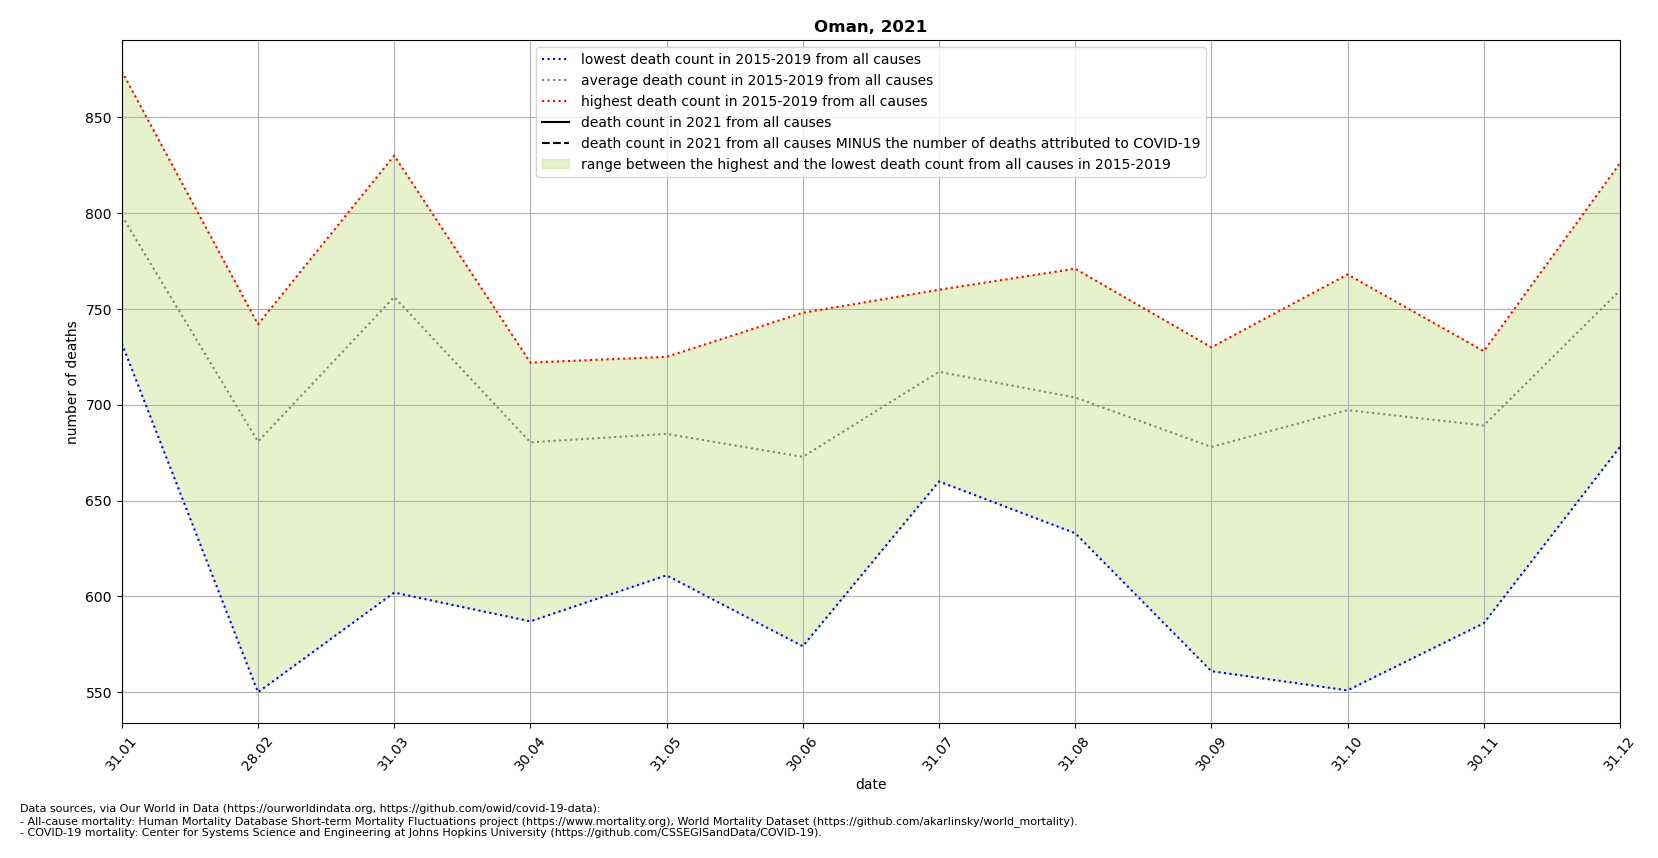 Oman, 2021
lowest death count in 2015-2019 from all causes
average death count in 2015-2019 from all causes
highest death count in 2015-2019 from all causes
death count in 2021 from all causes
death count in 2021 from all causes MINUS the number of deaths attributed to COVID-19
range between the highest and the lowest death count from all causes in 2015-2019
850
800
750
700
650
600
550
number of deaths
31.01
28.02
31.03
30.04
31.05
30.06
31.07
31.08
30.09
31.10
30.11
31.12
date
Data sources, via Our World in Data (https://ourworldindata.org, https://github.com/owid/covid-19-data):
- All-cause mortality: Human Mortality Database Short-term Mortality Fluctuations project (https://www.mortality.org), World Mortality Dataset (https://github.com/akarlinsky/world_mortality).
- COVID-19 mortality: Center for Systems Science and Engineering at Johns Hopkins University (https://github.com/CSSEGISandData/COVID-19).